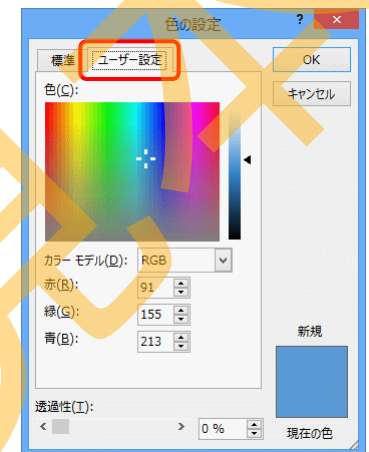 色の設定
? ×
標準 ユーザー設定
OK
キャンセル
色(C):
カラー モデル(D): RGB
赤(R): 91
緑(G): 155
青(B): 213
新規
透過性(T):
< > 0 %
現在の色